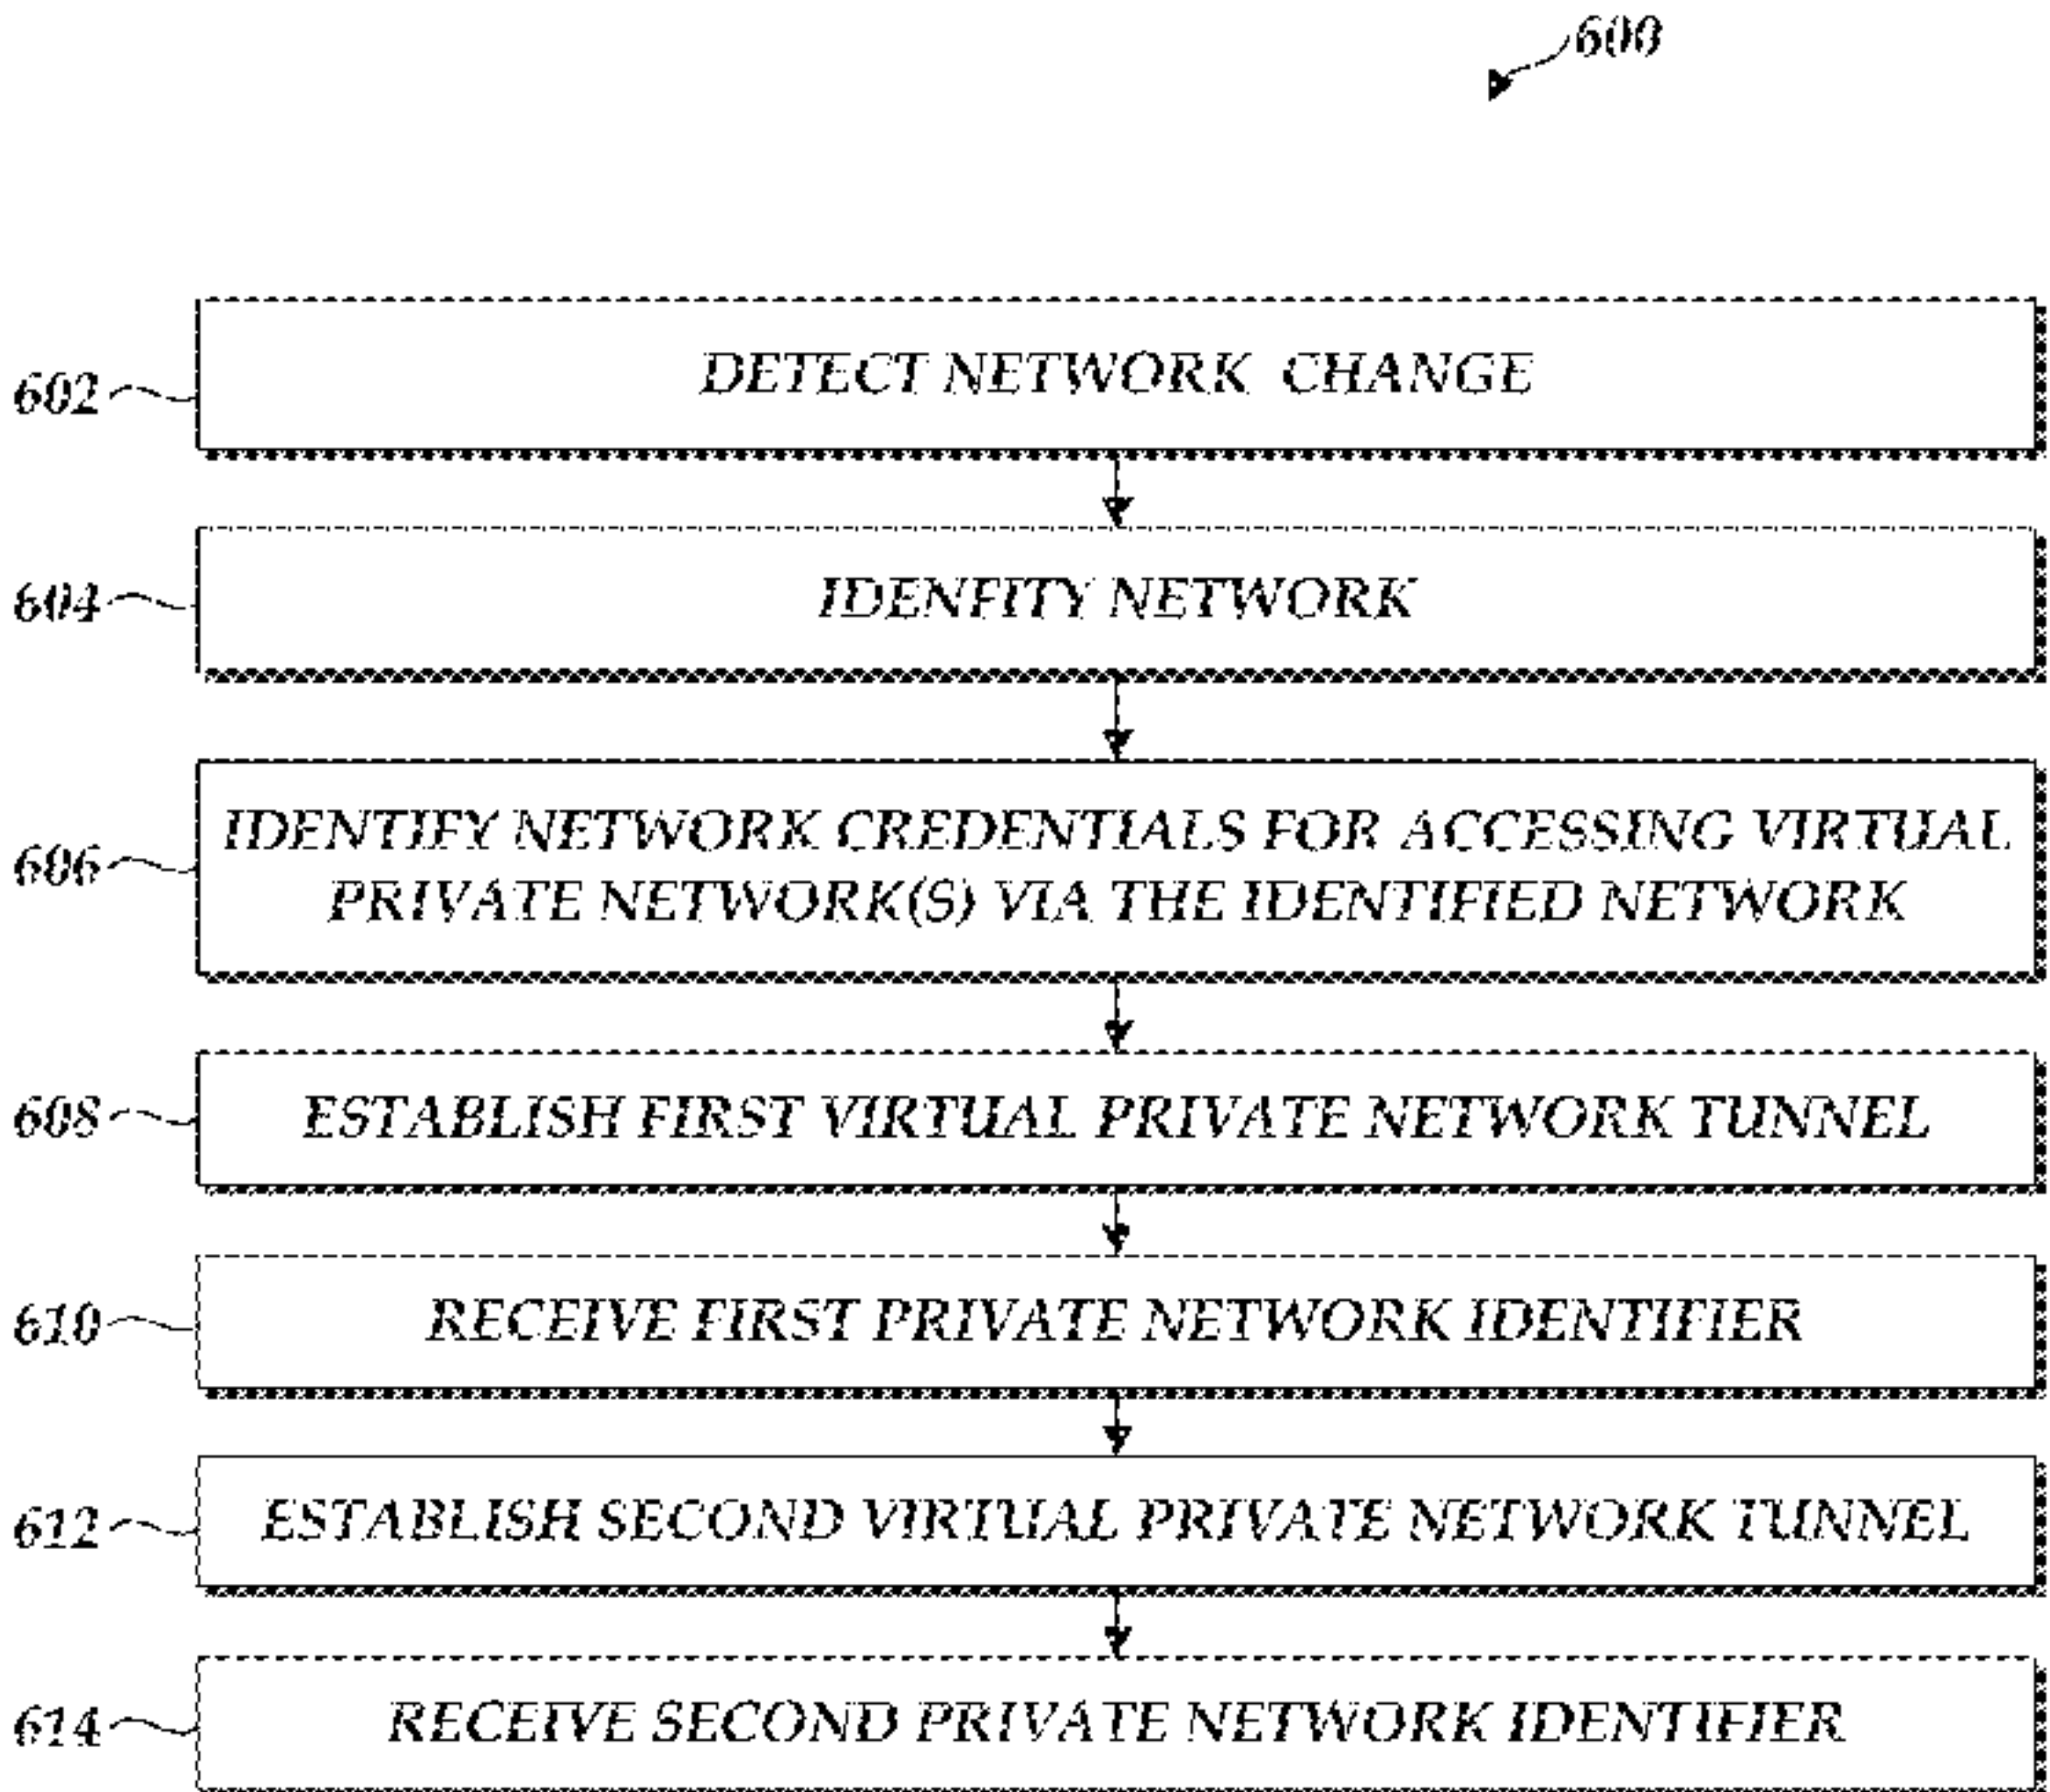 600
602
DETECT NETWORK CHANGE
604
IDENFITY NETWORK
606
IDENTIFY NETWORK CREDENTIALS FOR ACCESSING VIRTUAL
PRIVATE NETWORK(S) VIA THE IDENTIFIED NETWORK
608
ESTABLISH FIRST VIRTUAL PRIVATE NETWORK TUNNEL
610
RECEIVE FIRST PRIVATE NETWORK IDENTIFIER
612
ESTABLISH SECOND VIRTUAL PRIVATE NETWORK TUNNEL
614
RECEIVE SECOND PRIVATE NETWORK IDENTIFIER